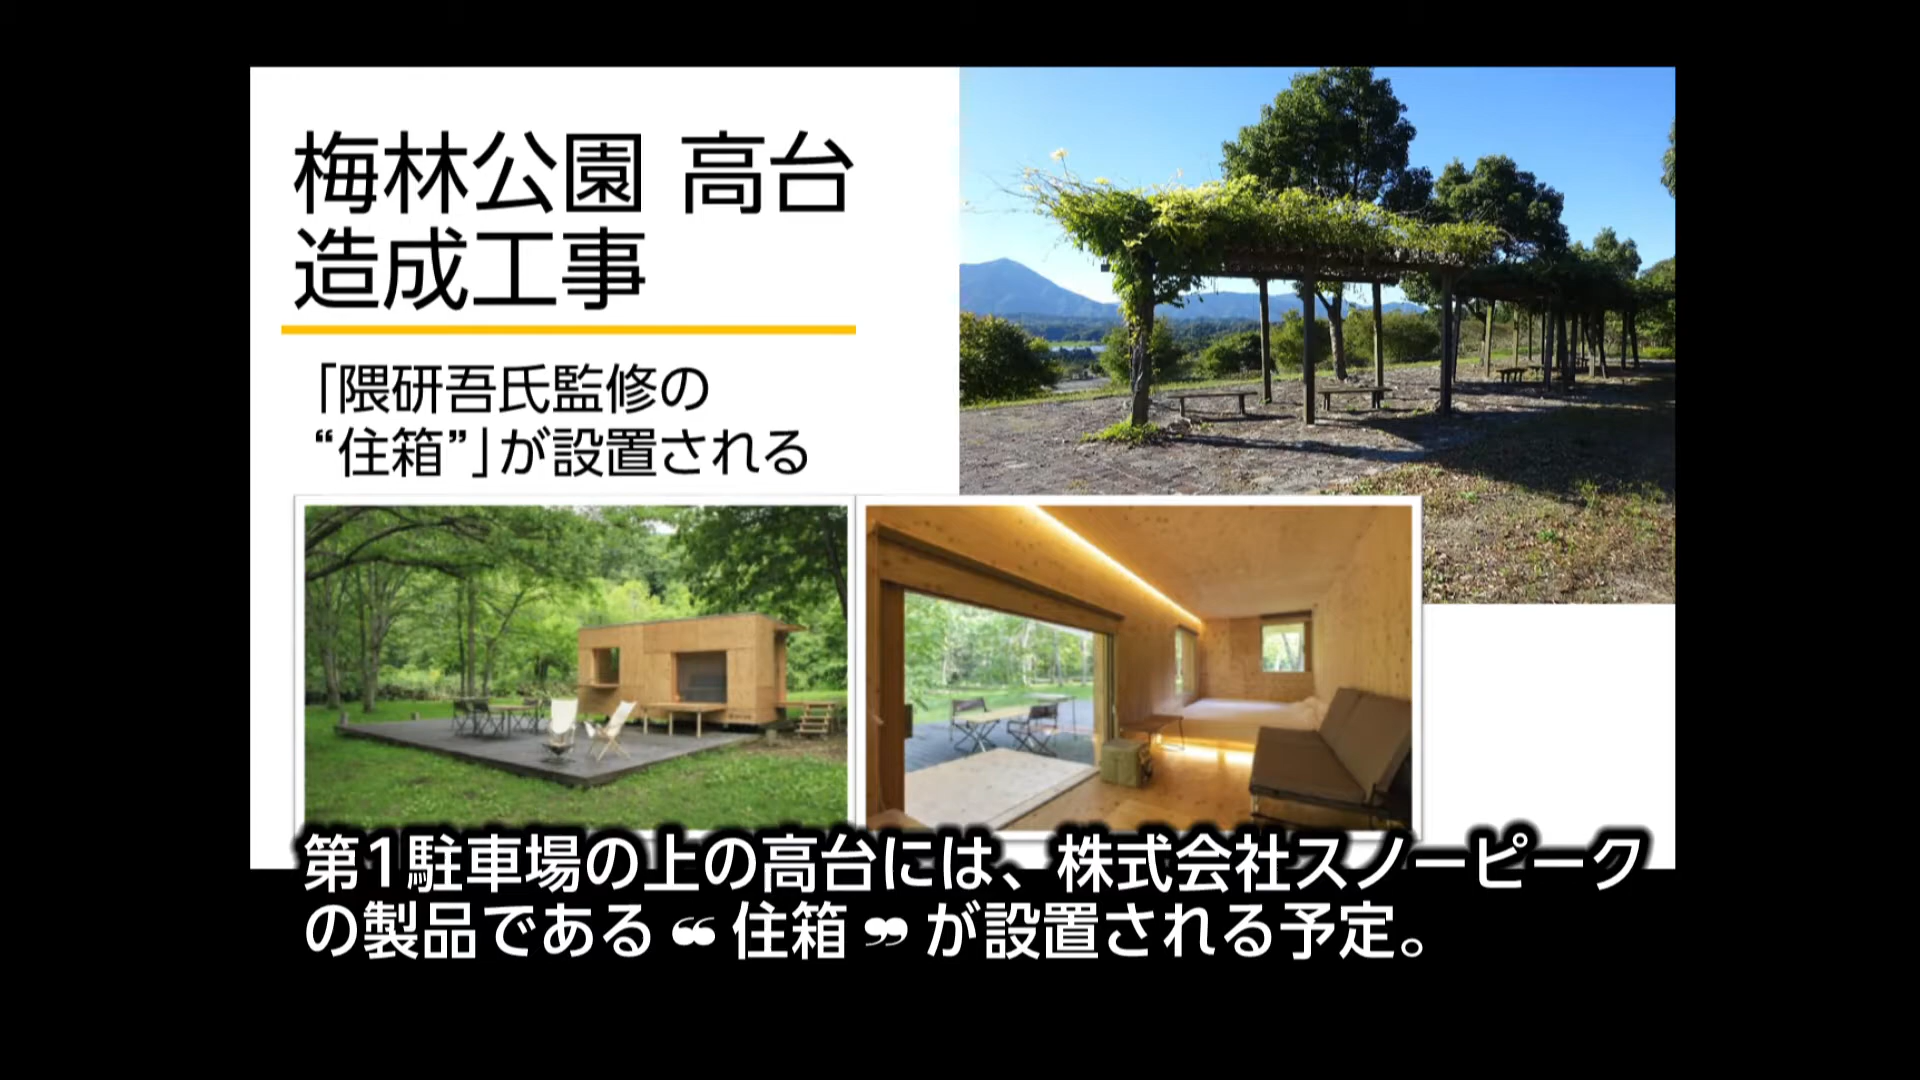 梅林公園 高台
造成工事
「隈研吾氏監修の
“住箱”」が設置される
第1駐車場の上の高台には、株式会社スノーピーク
の製品である“住箱”が設置される予定。